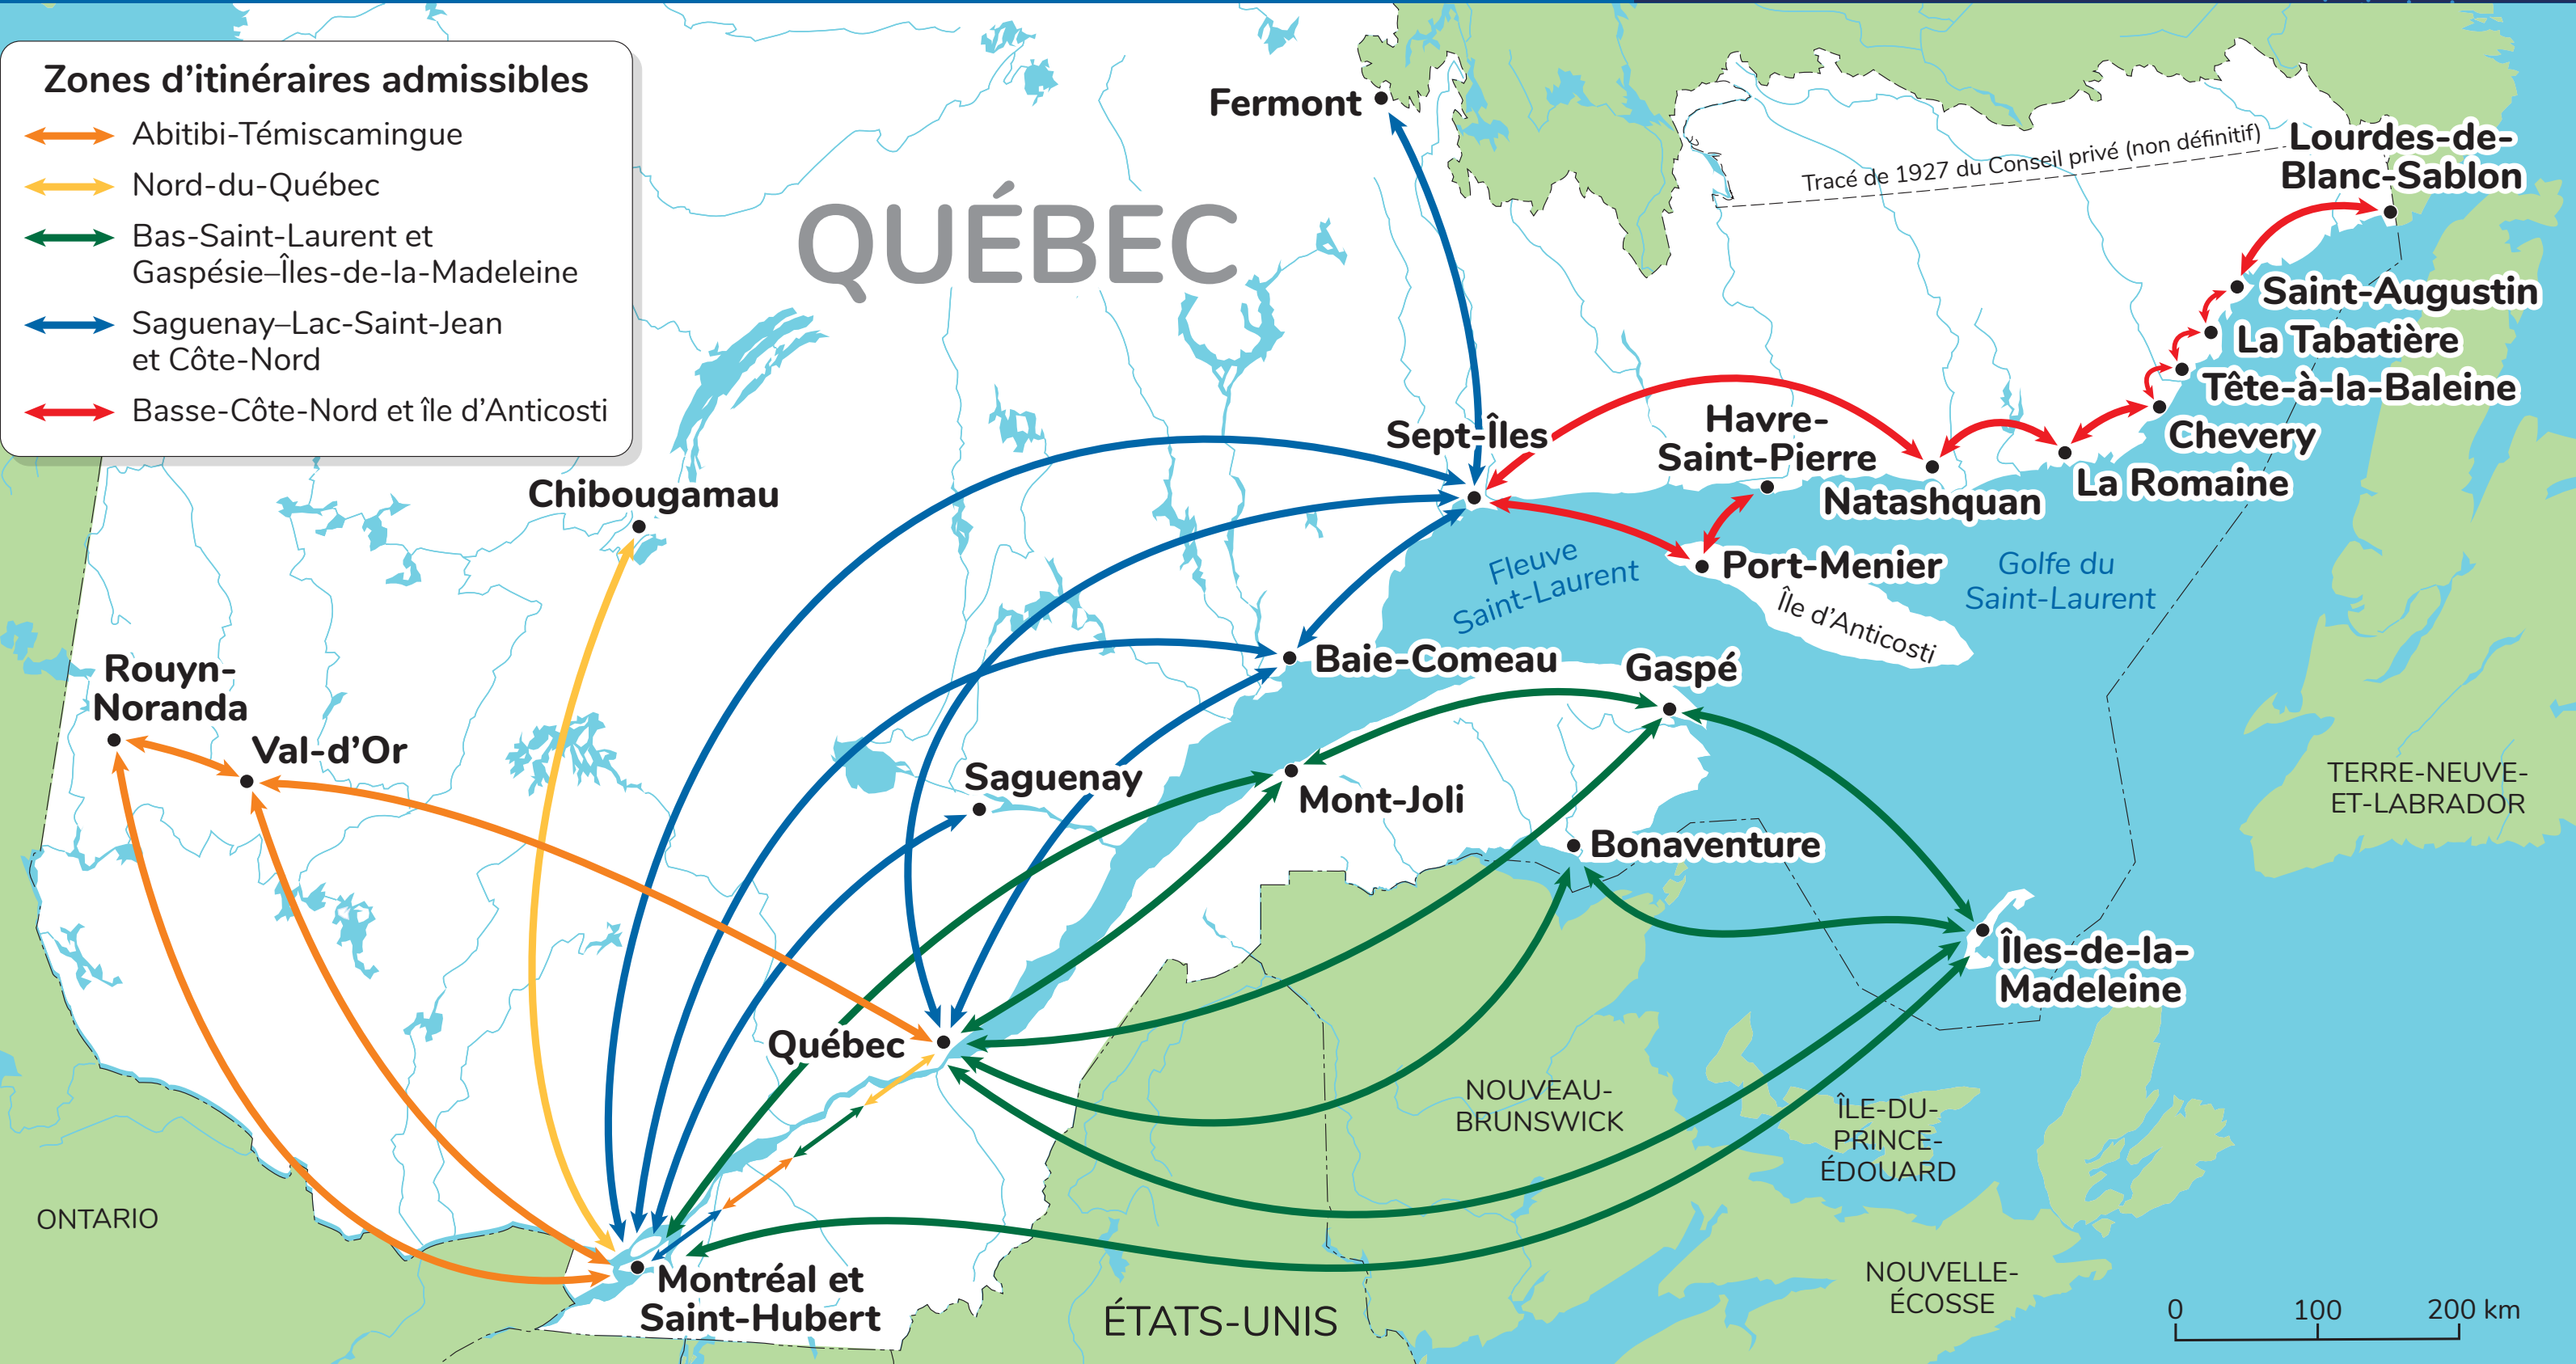 Zones d'itinéraires admissibles
Abitibi-Témiscamingue
Nord-du-Québec
Bas-Saint-Laurent et
Gaspésie–Îles-de-la-Madeleine
Saguenay–Lac-Saint-Jean
et Côte-Nord
Basse-Côte-Nord et île d'Anticosti
QUÉBEC
Fermont
Tracé de 1927 du Conseil privé (non définitif)
Lourdes-de-
Blanc-Sablon
Saint-Augustin
La Tabatière
Tête-à-la-Baleine
Chevery
La Romaine
Natashquan
Havre-
Saint-Pierre
Sept-Îles
Port-Menier
Île d'Anticosti
Fleuve
Saint-Laurent
Golfe du
Saint-Laurent
Chibougamau
Baie-Comeau
Gaspé
Rouyn-
Noranda
Val-d'Or
Saguenay
Mont-Joli
Bonaventure
TERRE-NEUVE-
ET-LABRADOR
Îles-de-la-
Madeleine
Québec
NOUVEAU-
BRUNSWICK
ÎLE-DU-
PRINCE-
ÉDOUARD
ONTARIO
Montréal et
Saint-Hubert
ÉTATS-UNIS
NOUVELLE-
ÉCOSSE
0 100 200 km